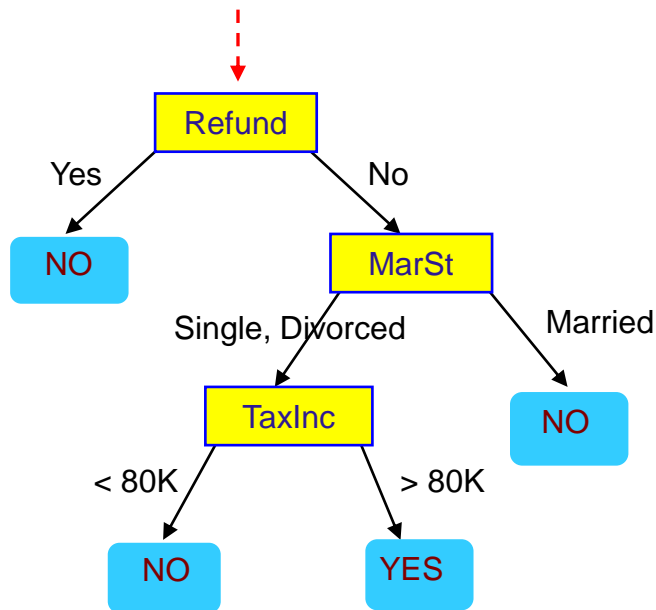 Refund
Yes
No
NO
MarSt
Single, Divorced
Married
TaxInc
NO
< 80K
> 80K
NO
YES